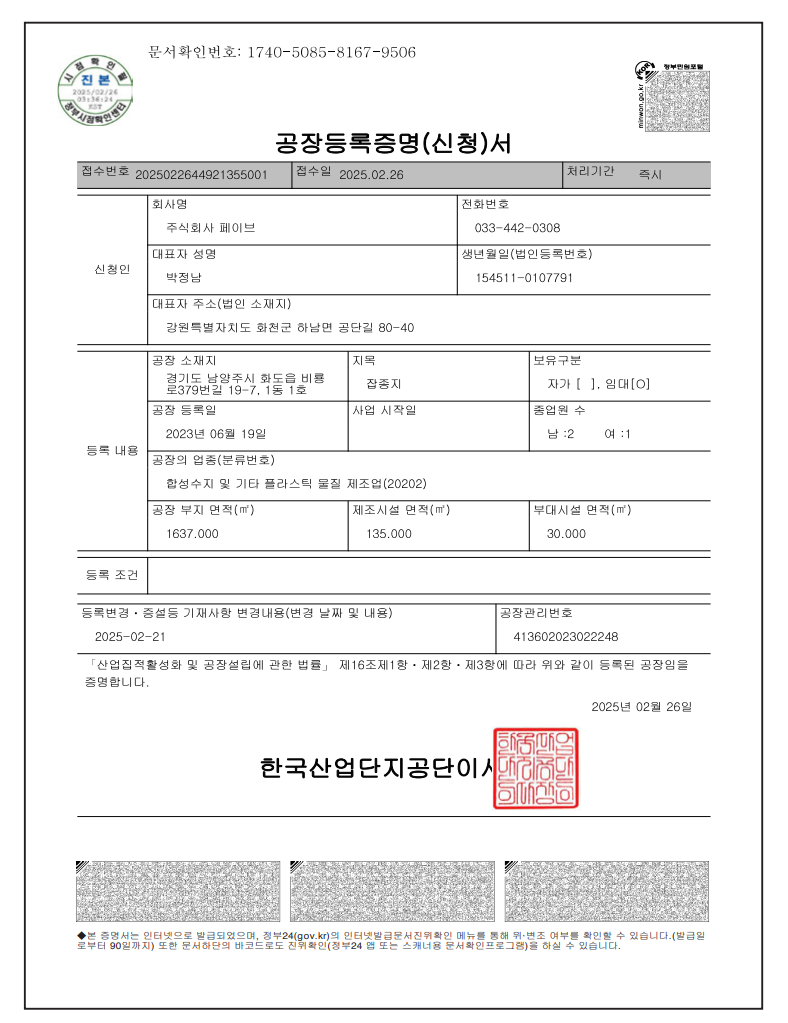 문서확인번호: 1740-5085-8167-9506
시점확인필
진본
2025/02/26
03:36:24
KST
정부시점확인센터
KOR
정부민원포털
minwon.go.kr
공장등록증명(신청)서
접수번호 2025022644921355001 접수일 2025.02.26 처리기간 즉시
신청인
회사명 전화번호
주식회사 페이브 033-442-0308
대표자 성명 생년월일(법인등록번호)
박정남 154511-0107791
대표자 주소(법인 소재지)
강원특별자치도 화천군 하남면 공단길 80-40
등록 내용
공장 소재지 지목 보유구분
경기도 남양주시 화도읍 비룡
로379번길 19-7, 1동 1호
잡종지 자가 [ ], 임대[O]
공장 등록일 사업 시작일 종업원 수
2023년 06월 19일 남 :2 여 :1
공장의 업종(분류번호)
합성수지 및 기타 플라스틱 물질 제조업(20202)
공장 부지 면적(㎡) 제조시설 면적(㎡) 부대시설 면적(㎡)
1637.000 135.000 30.000
등록 조건
등록변경·증설등 기재사항 변경내용(변경 날짜 및 내용) 공장관리번호
2025-02-21 413602023022248
「산업집적활성화 및 공장설립에 관한 법률」 제16조제1항·제2항·제3항에 따라 위와 같이 등록된 공장임을
증명합니다.
2025년 02월 26일
한국산업단지공단이사
◆본 증명서는 인터넷으로 발급되었으며, 정부24(gov.kr)의 인터넷발급문서진위확인 메뉴를 통해 위·변조 여부를 확인할 수 있습니다.(발급일
로부터 90일까지) 또한 문서하단의 바코드로도 진위확인(정부24 앱 또는 스캐너용 문서확인프로그램)을 하실 수 있습니다.